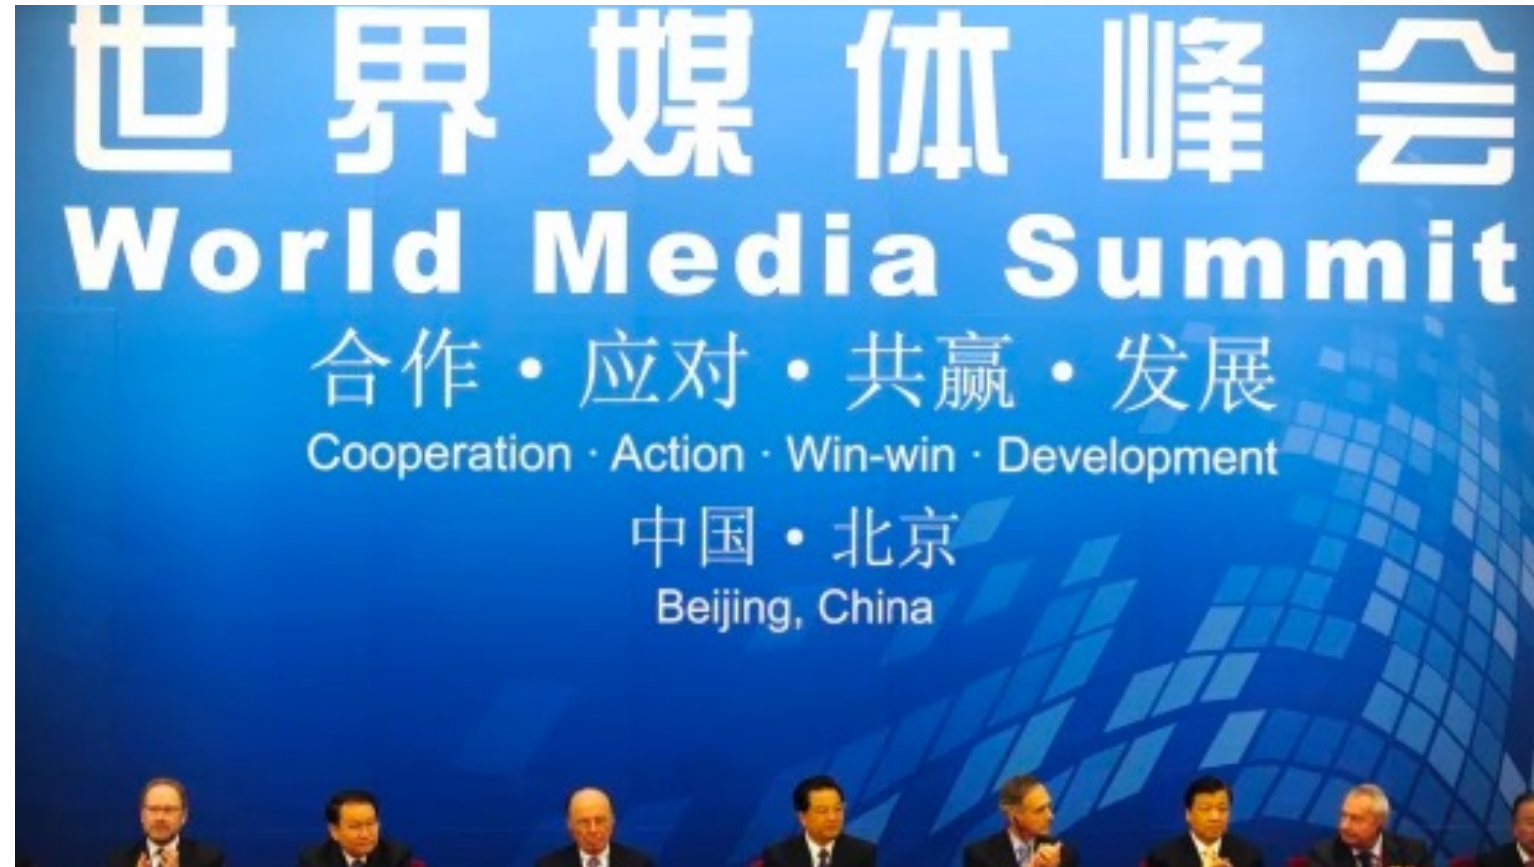 世界媒体峰会
World Media Summit
合作·应对·共赢·发展
Cooperation · Action · Win-win · Development
中国·北京
Beijing, China